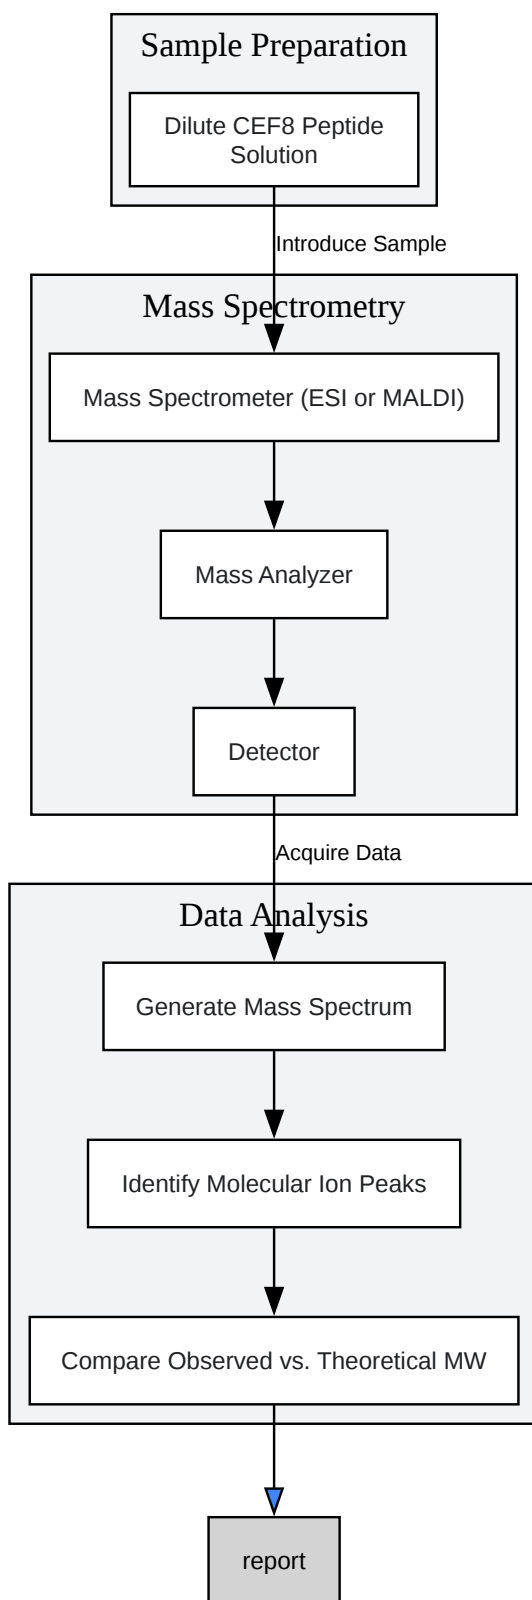 Sample Preparation
Dilute CEF8 Peptide
Solution
Introduce Sample
Mass Spectrometry
Mass Spectrometer (ESI or MALDI)
Mass Analyzer
Detector
Acquire Data
Data Analysis
Generate Mass Spectrum
Identify Molecular Ion Peaks
Compare Observed vs. Theoretical MW
report